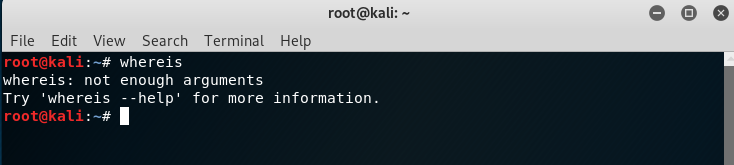 root@kali: ~
File Edit View Search Terminal Help
root@kali:~# whereis
whereis: not enough arguments
Try 'whereis --help' for more information.
root@kali:~#